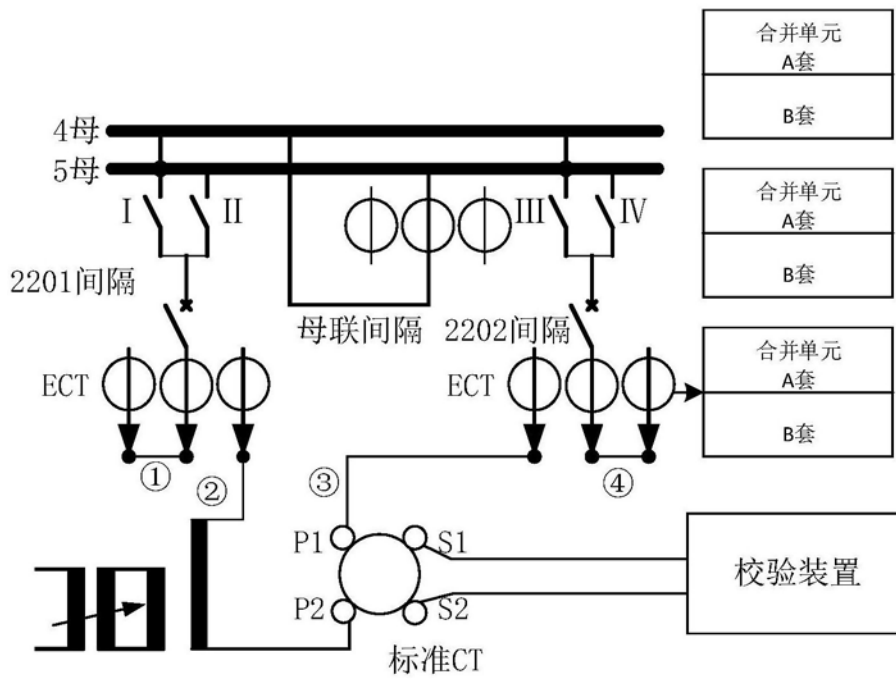 合并单元
A套
B套
4母
5母
I
II
III
IV
合并单元
A套
B套
2201间隔
母联间隔
2202间隔
ECT
ECT
合并单元
A套
B套
①
②
③
④
P1
S1
P2
S2
校验装置
标准CT